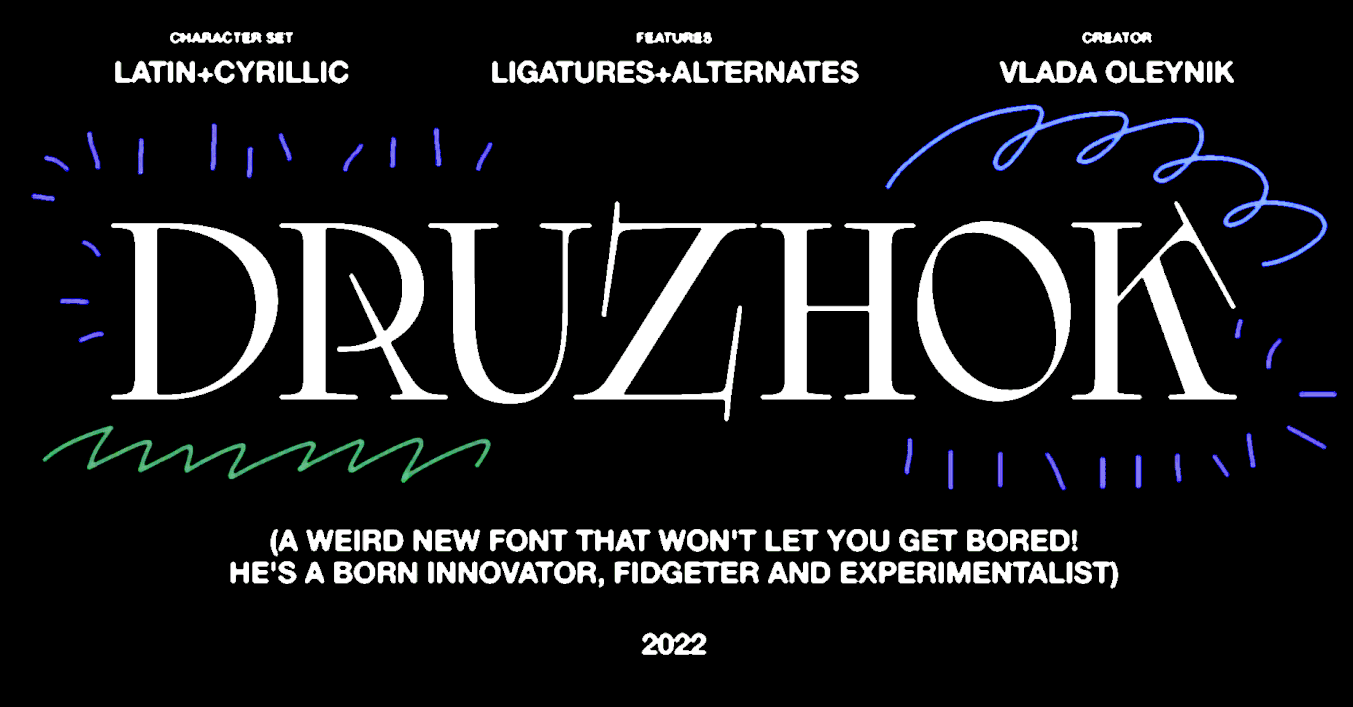 CHARACTER SET
LATIN+CYRILLIC
FEATURES
LIGATURES+ALTERNATES
CREATOR
VLADA OLEYNIK
DRUZHOK
(A WEIRD NEW FONT THAT WON'T LET YOU GET BORED!
HE'S A BORN INNOVATOR, FIDGETER AND EXPERIMENTALIST)
2022